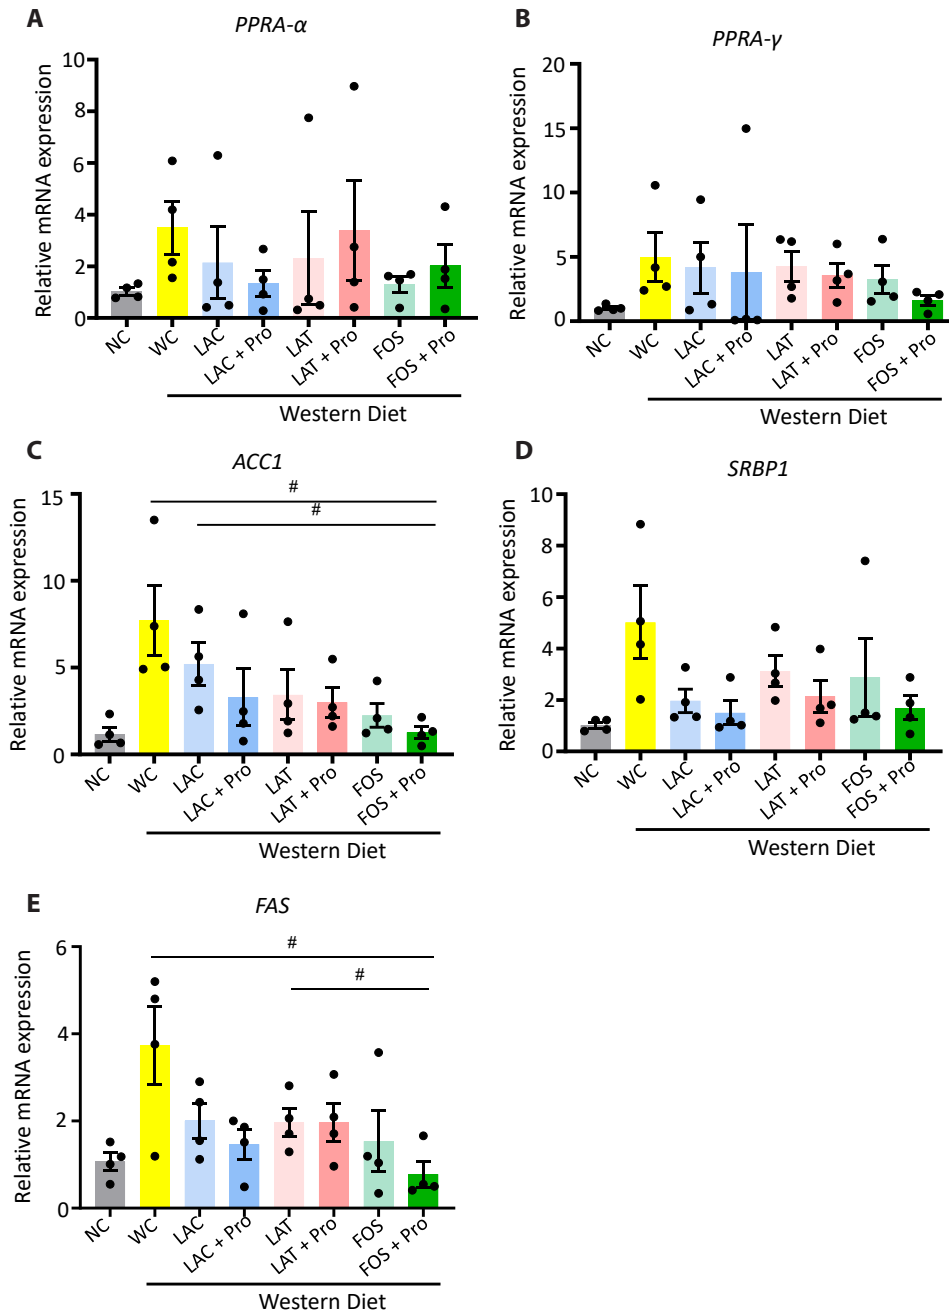 A
PPRA-α
Relative mRNA expression
10
8
6
4
2
0
NC
WC
LAC
LAC + Pro
LAT
LAT + Pro
FOS
FOS + Pro
Western Diet
B
PPRA-γ
Relative mRNA expression
20
15
10
5
0
NC
WC
LAC
LAC + Pro
LAT
LAT + Pro
FOS
FOS + Pro
Western Diet
C
ACC1
#
#
Relative mRNA expression
15
10
5
0
NC
WC
LAC
LAC + Pro
LAT
LAT + Pro
FOS
FOS + Pro
Western Diet
D
SRBP1
Relative mRNA expression
10
8
6
4
2
0
NC
WC
LAC
LAC + Pro
LAT
LAT + Pro
FOS
FOS + Pro
Western Diet
E
FAS
#
#
Relative mRNA expression
6
4
2
0
NC
WC
LAC
LAC + Pro
LAT
LAT + Pro
FOS
FOS + Pro
Western Diet